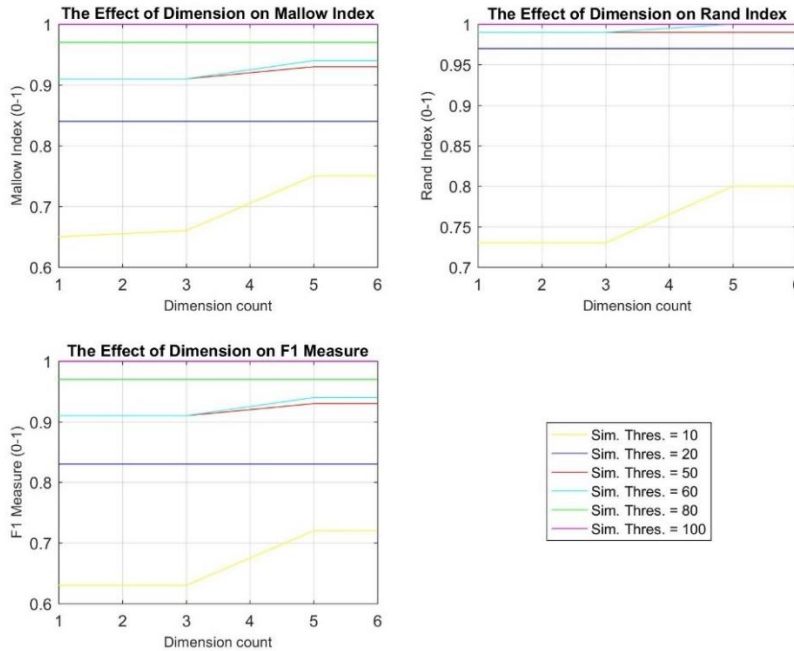 The Effect of Dimension on Mallow Index
1
0.9
0.8
0.7
0.6
Mallow Index (0-1)
1 2 3 4 5 6
Dimension count
The Effect of Dimension on Rand Index
1
0.95
0.9
0.85
0.8
0.75
0.7
Rand Index (0-1)
1 2 3 4 5 6
Dimension count
The Effect of Dimension on F1 Measure
1
0.9
0.8
0.7
0.6
F1 Measure (0-1)
1 2 3 4 5 6
Dimension count
Sim. Thres. = 10
Sim. Thres. = 20
Sim. Thres. = 50
Sim. Thres. = 60
Sim. Thres. = 80
Sim. Thres. = 100